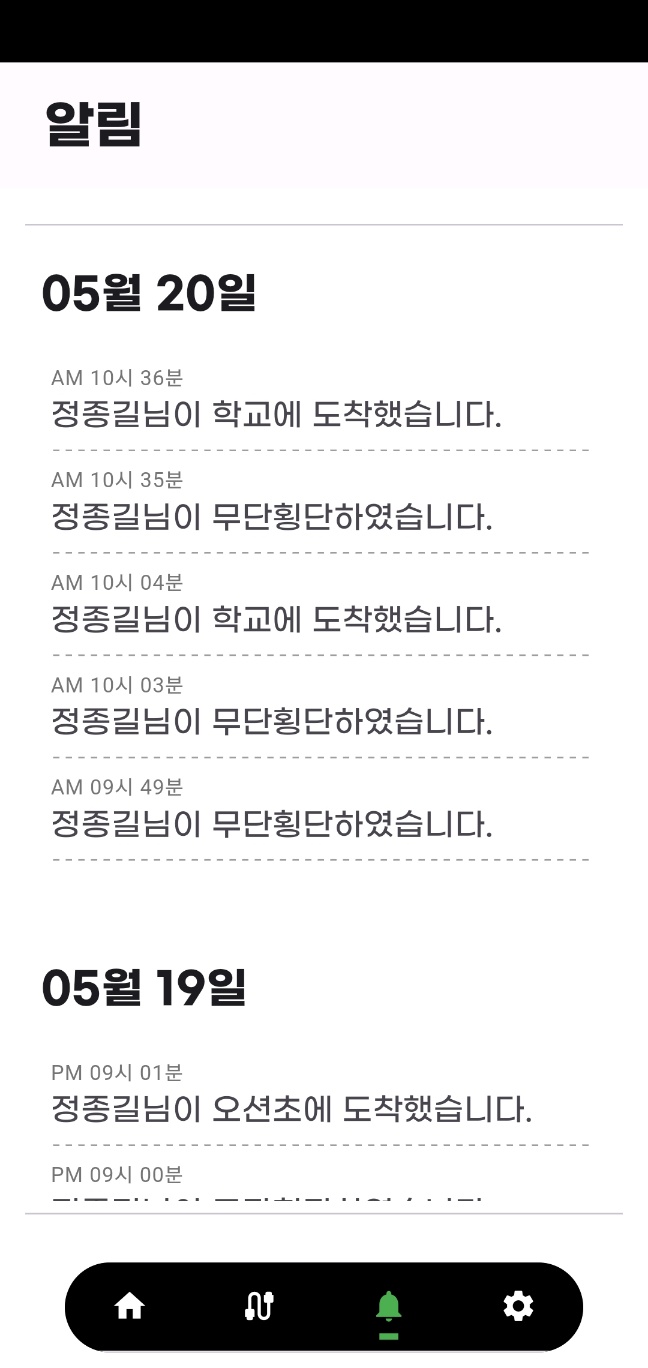 알림
05월 20일
AM 10시 36분
정종길님이 학교에 도착했습니다.
AM 10시 35분
정종길님이 무단횡단하였습니다.
AM 10시 04분
정종길님이 학교에 도착했습니다.
AM 10시 03분
정종길님이 무단횡단하였습니다.
AM 09시 49분
정종길님이 무단횡단하였습니다.
05월 19일
PM 09시 01분
정종길님이 오션초에 도착했습니다.
PM 09시 00분